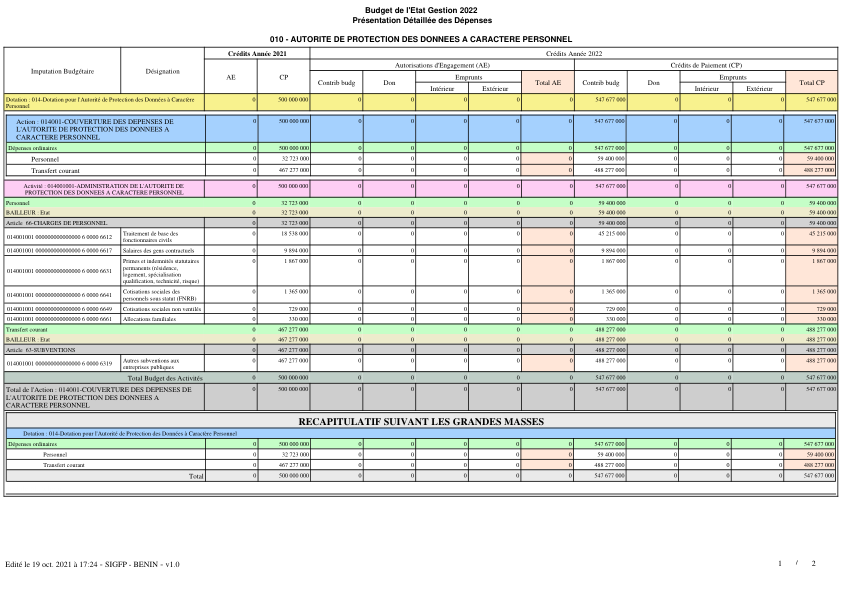 Budget de l'Etat Gestion 2022
Présentation Détaillée des Dépenses
010 - AUTORITE DE PROTECTION DES DONNEES A CARACTERE PERSONNEL
Imputation Budgétaire Désignation Crédits Année 2021 Crédits Année 2022
AE CP Autorisations d'Engagement (AE) Crédits de Paiement (CP)
Contrib budg Don Emprunts Total AE Contrib budg Don Emprunts Total CP
Intérieur Extérieur Intérieur Extérieur
Dotation : 014-Dotation pour l'Autorité de Protection des Données à Caractère 0 500 000 000 0 0 0 0 0 547 677 000 0 0 0 547 677 000
Personnel
Action : 014001-COUVERTURE DES DEPENSES DE 0 500 000 000 0 0 0 0 0 547 677 000 0 0 0 547 677 000
L'AUTORITE DE PROTECTION DES DONNEES A
CARACTERE PERSONNEL
Dépenses ordinaires 0 500 000 000 0 0 0 0 0 547 677 000 0 0 0 547 677 000
Personnel 0 32 723 000 0 0 0 0 0 59 400 000 0 0 0 59 400 000
Transfert courant 0 467 277 000 0 0 0 0 0 488 277 000 0 0 0 488 277 000
Activité : 014001001-ADMINISTRATION DE L'AUTORITE DE 0 500 000 000 0 0 0 0 0 547 677 000 0 0 0 547 677 000
PROTECTION DES DONNEES A CARACTERE PERSONNEL
Personnel 0 32 723 000 0 0 0 0 0 59 400 000 0 0 0 59 400 000
BAILLEUR : Etat 0 32 723 000 0 0 0 0 0 59 400 000 0 0 0 59 400 000
Article 66-CHARGES DE PERSONNEL 0 32 723 000 0 0 0 0 0 59 400 000 0 0 0 59 400 000
014001001 0000000000000000 6 0000 6612 Traitement de base des 0 18 538 000 0 0 0 0 0 45 215 000 0 0 0 45 215 000
fonctionnaires civils
014001001 0000000000000000 6 0000 6617 Salaires des gens contractuels 0 9 894 000 0 0 0 0 0 9 894 000 0 0 0 9 894 000
014001001 0000000000000000 6 0000 6631 Primes et indemnités statutaires 0 1 867 000 0 0 0 0 0 1 867 000 0 0 0 1 867 000
permanents (résidence,
logement, spécialisation
qualification, technicité, risque)
014001001 0000000000000000 6 0000 6641 Cotisations sociales des 0 1 365 000 0 0 0 0 0 1 365 000 0 0 0 1 365 000
personnels sous statut (FNRB)
014001001 0000000000000000 6 0000 6649 Cotisations sociales non ventilés 0 729 000 0 0 0 0 0 729 000 0 0 0 729 000
014001001 0000000000000000 6 0000 6661 Allocations familiales 0 330 000 0 0 0 0 0 330 000 0 0 0 330 000
Transfert courant 0 467 277 000 0 0 0 0 0 488 277 000 0 0 0 488 277 000
BAILLEUR : Etat 0 467 277 000 0 0 0 0 0 488 277 000 0 0 0 488 277 000
Article 63-SUBVENTIONS 0 467 277 000 0 0 0 0 0 488 277 000 0 0 0 488 277 000
014001001 0000000000000000 6 0000 6319 Autres subventions aux 0 467 277 000 0 0 0 0 0 488 277 000 0 0 0 488 277 000
entreprises publiques
Total Budget des Activités 0 500 000 000 0 0 0 0 0 547 677 000 0 0 0 547 677 000
Total de l'Action : 014001-COUVERTURE DES DEPENSES DE 0 500 000 000 0 0 0 0 0 547 677 000 0 0 0 547 677 000
L'AUTORITE DE PROTECTION DES DONNEES A
CARACTERE PERSONNEL
RECAPITULATIF SUIVANT LES GRANDES MASSES
Dotation : 014-Dotation pour l'Autorité de Protection des Données à Caractère Personnel
Dépenses ordinaires 0 500 000 000 0 0 0 0 0 547 677 000 0 0 0 547 677 000
Personnel 0 32 723 000 0 0 0 0 0 59 400 000 0 0 0 59 400 000
Transfert courant 0 467 277 000 0 0 0 0 0 488 277 000 0 0 0 488 277 000
Total 0 500 000 000 0 0 0 0 0 547 677 000 0 0 0 547 677 000
Edité le 19 oct. 2021 à 17:24 - SIGFP - BENIN - v1.0 1 / 2